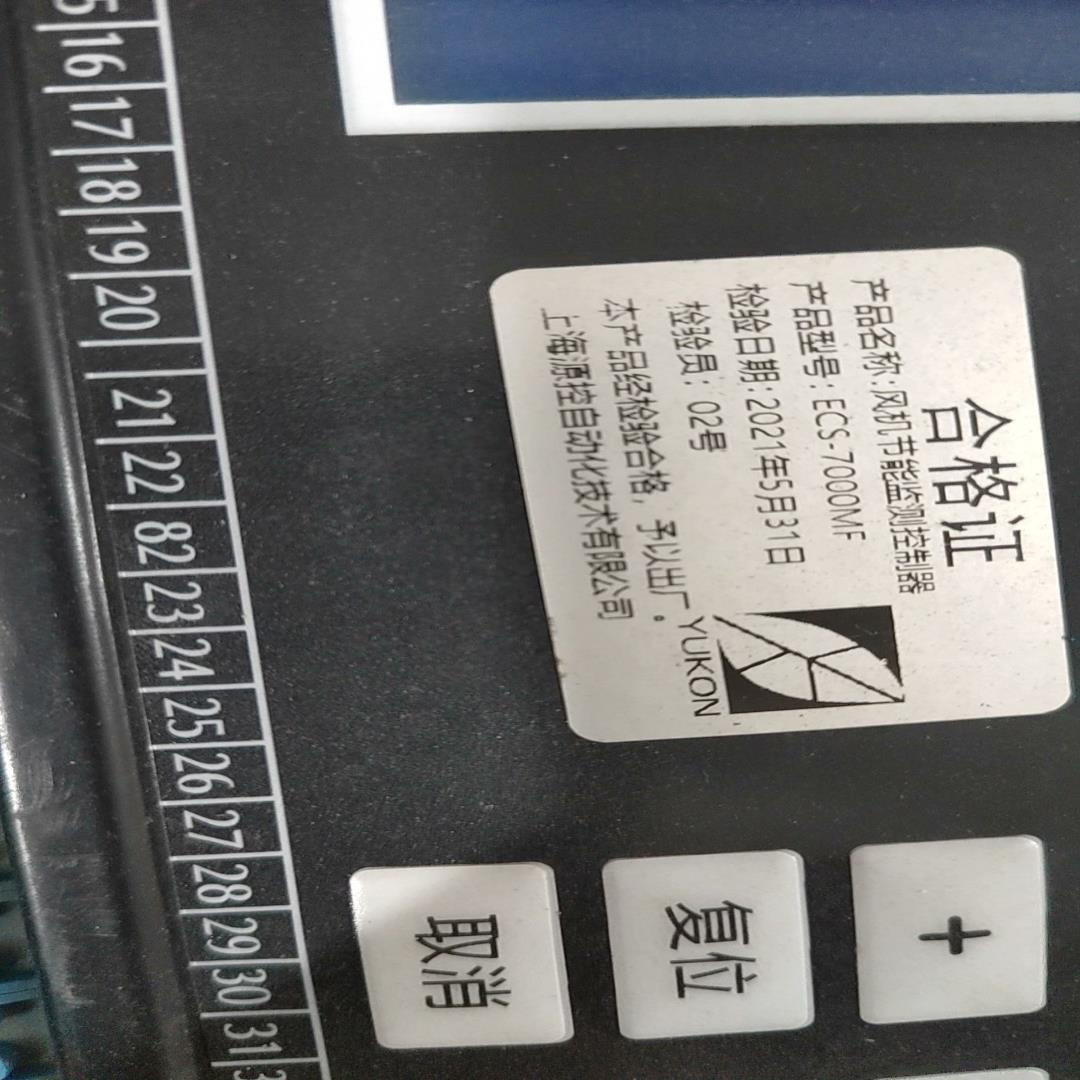 合格证
产品名称:风机节能监测控制器
产品型号:ECS-7000MF
检验日期:2021年5月31日
检验员:02号
本产品经检验合格,予以出厂。
上海源控自动化技术有限公司
YUKON
+
复位
取消
16 17 18 19 20 21 22 82 23 24 25 26 27 28 29 30 31